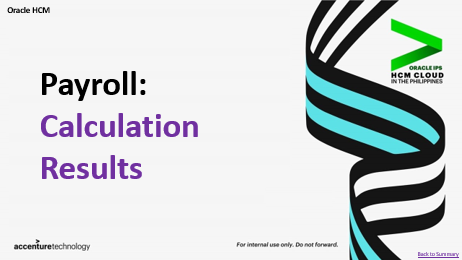 Oracle HCM
ORACLE IPS
HCM CLOUD
IN THE PHILIPPINES
Payroll:
Calculation
Results
accenturetechnology
For internal use only. Do not forward.
Back to Summary